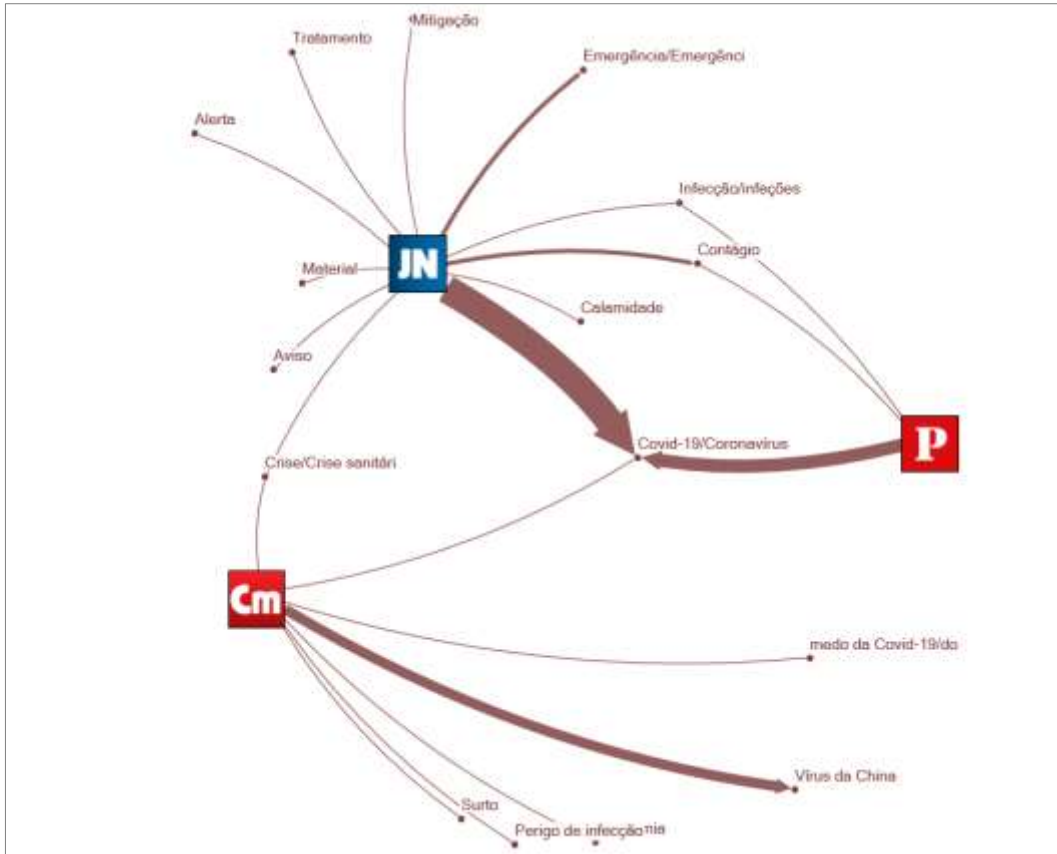 Mitigação
Tratamento
Emergência/Emergênci
Alerta
Infecção/infeções
Contágio
JN
Material
Calamidade
Aviso
Covid-19/Coronavírus
P
Crise/Crise sanitári
Cm
medo da Covid-19/do
Vírus da China
Surto
Perigo de infecção
nia